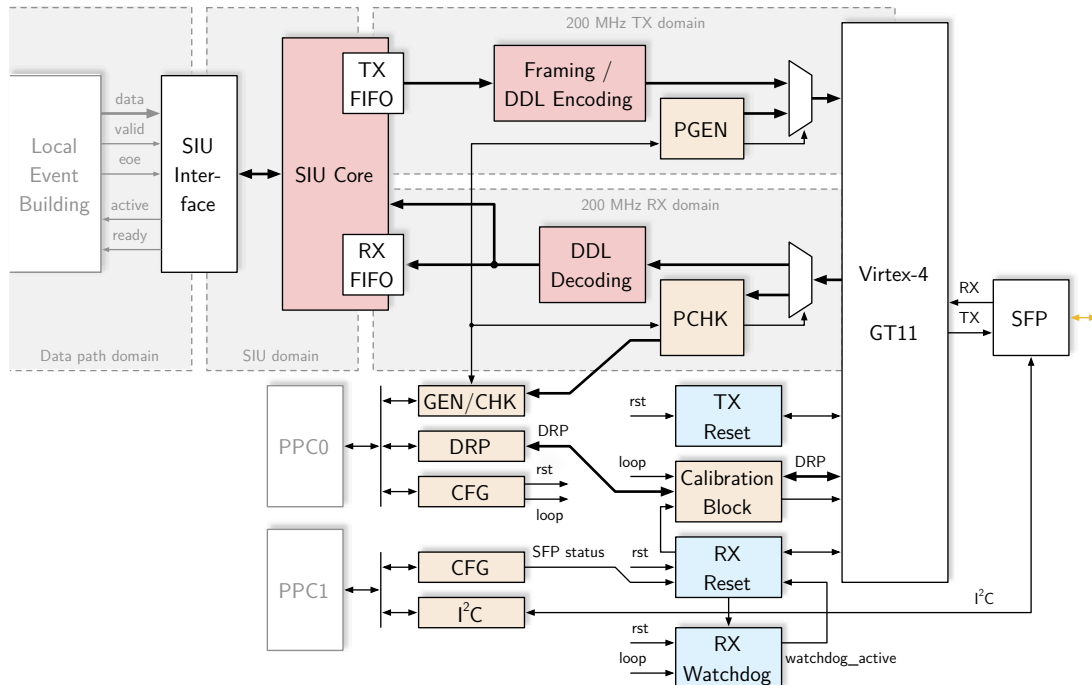 200 MHz TX domain
TX
FIFO
Framing /
DDL Encoding
PGEN
data
valid
eoe
active
ready
Local
Event
Building
SIU
Inter-
face
SIU Core
200 MHz RX domain
RX
FIFO
DDL
Decoding
PCHK
Virtex-4
GT11
RX
TX
SFP
Data path domain
SIU domain
PPC0
GEN/CHK
DRP
CFG
DRP
rst
loop
rst
TX
Reset
loop
Calibration
Block
DRP
PPC1
CFG
I²C
SFP status
rst
RX
Reset
I²C
rst
loop
RX
Watchdog
watchdog_active